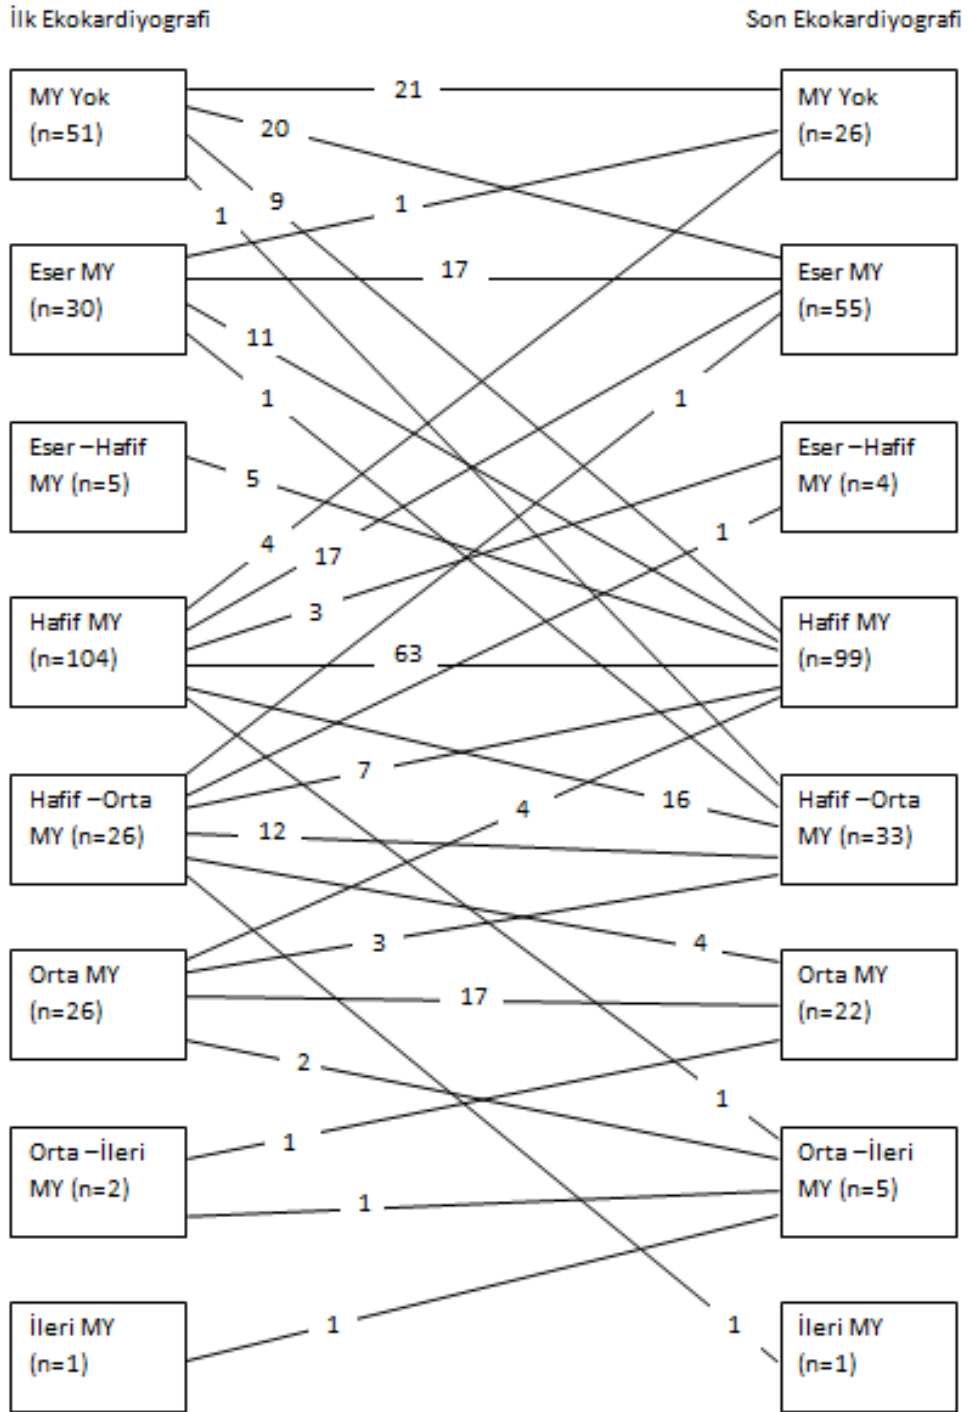 İlk Ekokardiyografi
Son Ekokardiyografi
MY Yok
(n=51)
21
MY Yok
(n=26)
20
9
1
1
Eser MY
(n=30)
17
Eser MY
(n=55)
11
1
1
Eser –Hafif
MY (n=5)
5
Eser –Hafif
MY (n=4)
4
17
1
3
Hafif MY
(n=104)
63
Hafif MY
(n=99)
7
16
4
12
Hafif –Orta
MY (n=26)
Hafif –Orta
MY (n=33)
3
4
Orta MY
(n=26)
17
Orta MY
(n=22)
2
1
1
Orta –İleri
MY (n=2)
1
Orta –İleri
MY (n=5)
1
1
İleri MY
(n=1)
İleri MY
(n=1)